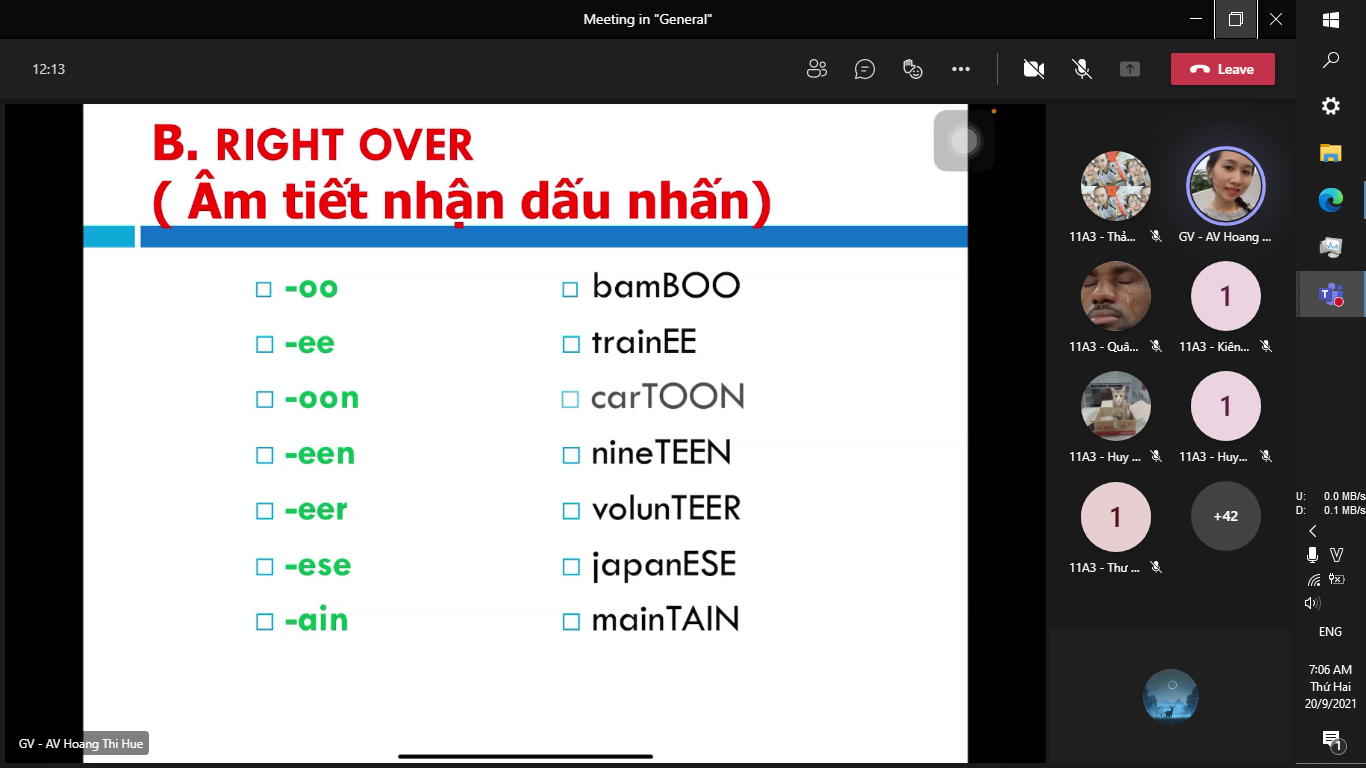 Meeting in "General"
12:13
Leave
B. RIGHT OVER
( Âm tiết nhận dấu nhấn)
-oo
bamBOO
-ee
trainEE
-oon
carTOON
-een
nineTEEN
-eer
volunTEER
-ese
japanESE
-ain
mainTAIN
GV - AV Hoang Thi Hue
11A3 - Thả...
GV - AV Hoang ...
1
11A3 - Quâ...
11A3 - Kiên...
1
11A3 - Huy ...
11A3 - Huy...
1
+42
11A3 - Thư ...
U: 0.0 MB/s
D: 0.1 MB/s
ENG
7:06 AM
Thứ Hai
20/9/2021
1